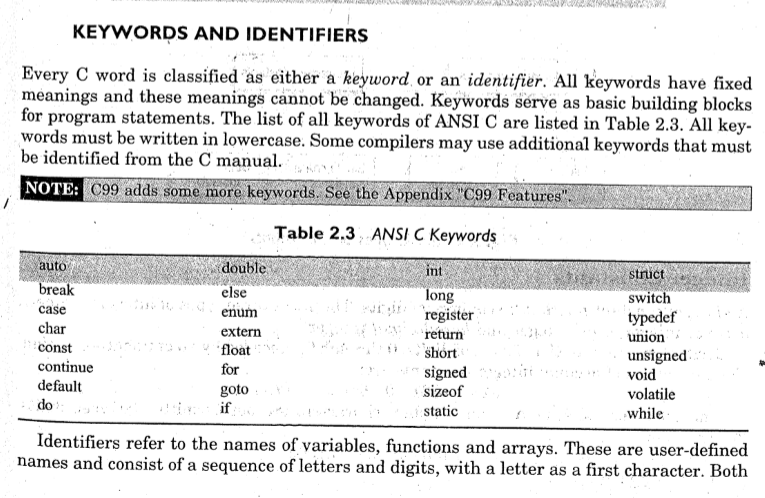 KEYWORDS AND IDENTIFIERS
Every C word is classified as either a keyword or an identifier. All keywords have fixed
meanings and these meanings cannot be changed. Keywords serve as basic building blocks
for program statements. The list of all keywords of ANSI C are listed in Table 2.3. All key-
words must be written in lowercase. Some compilers may use additional keywords that must
be identified from the C manual.
NOTE: C99 adds some more keywords. See the Appendix "C99 Features".
Table 2.3 ANSI C Keywords
auto double int struct
break else long switch
case enum register typedef
char extern return union
const float short unsigned
continue for signed void
default goto sizeof volatile
do if static while
Identifiers refer to the names of variables, functions and arrays. These are user-defined
names and consist of a sequence of letters and digits, with a letter as a first character. Both